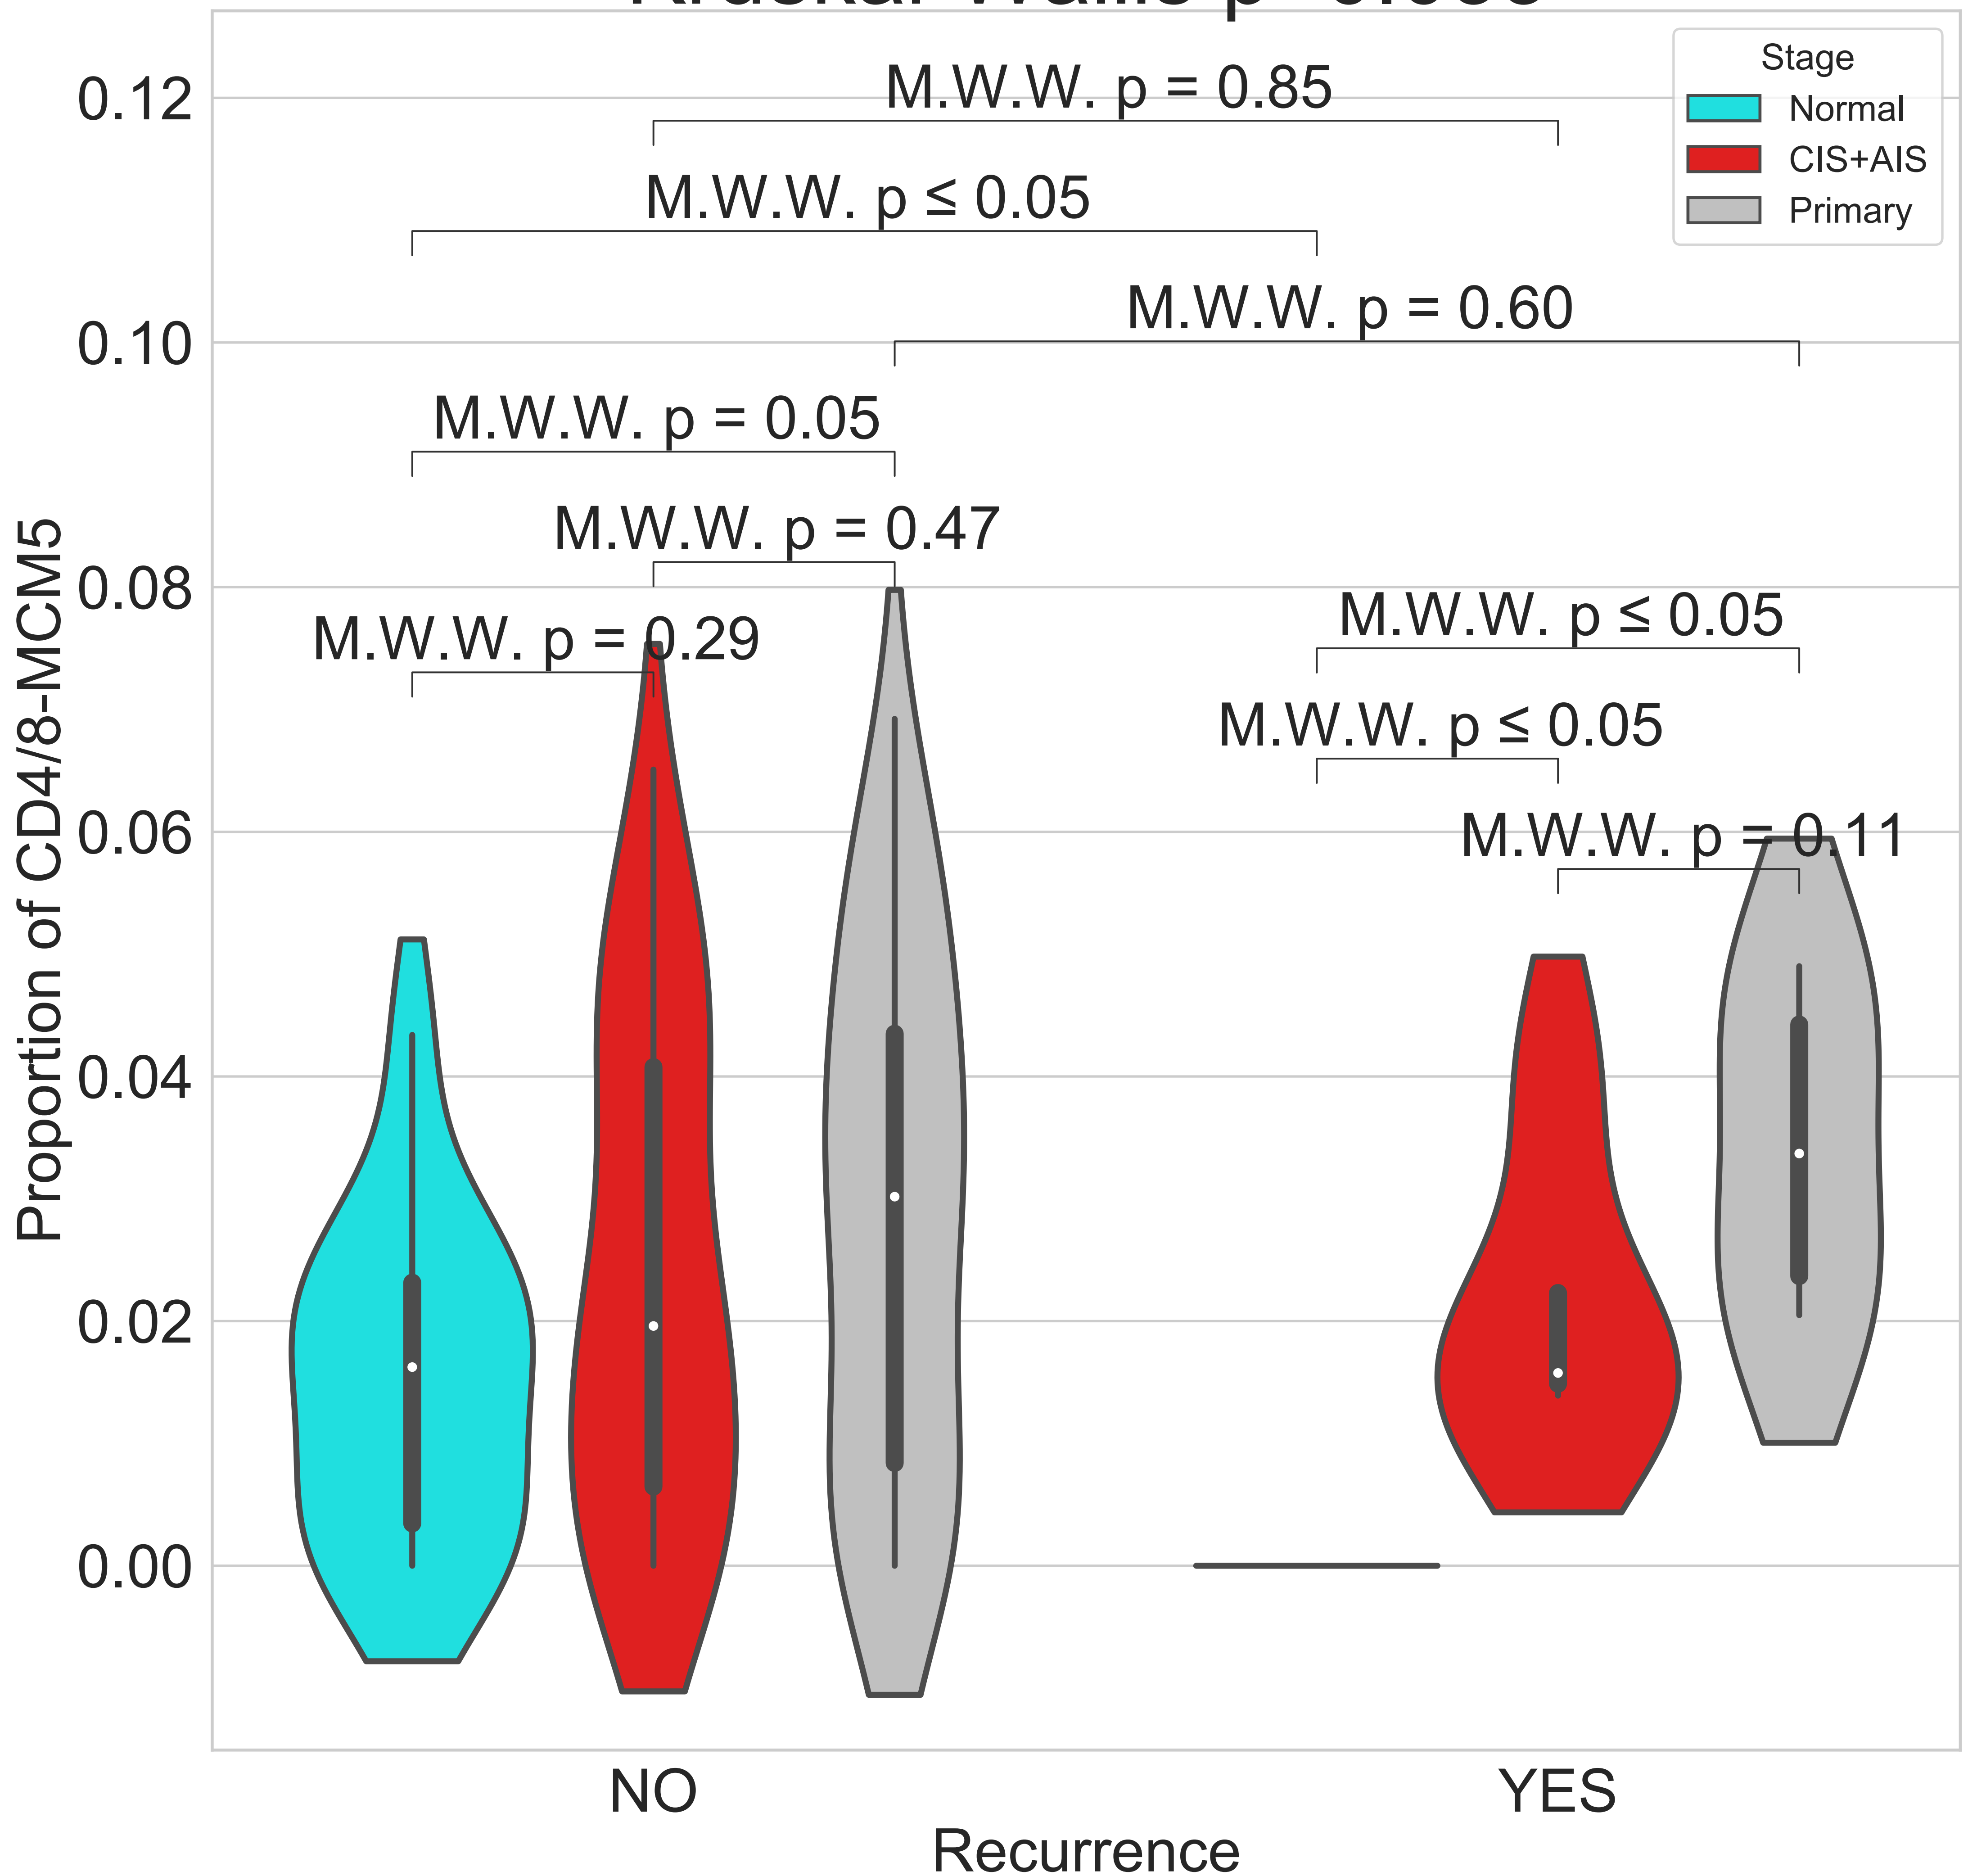 Stage
Normal
CIS+AIS
Primary
M.W.W. p = 0.85
M.W.W. p ≤ 0.05
M.W.W. p = 0.60
M.W.W. p = 0.05
M.W.W. p = 0.47
M.W.W. p = 0.29
M.W.W. p ≤ 0.05
M.W.W. p ≤ 0.05
M.W.W. p = 0.11
Proportion of CD4/8-MCM5
0.12
0.10
0.08
0.06
0.04
0.02
0.00
NO
YES
Recurrence